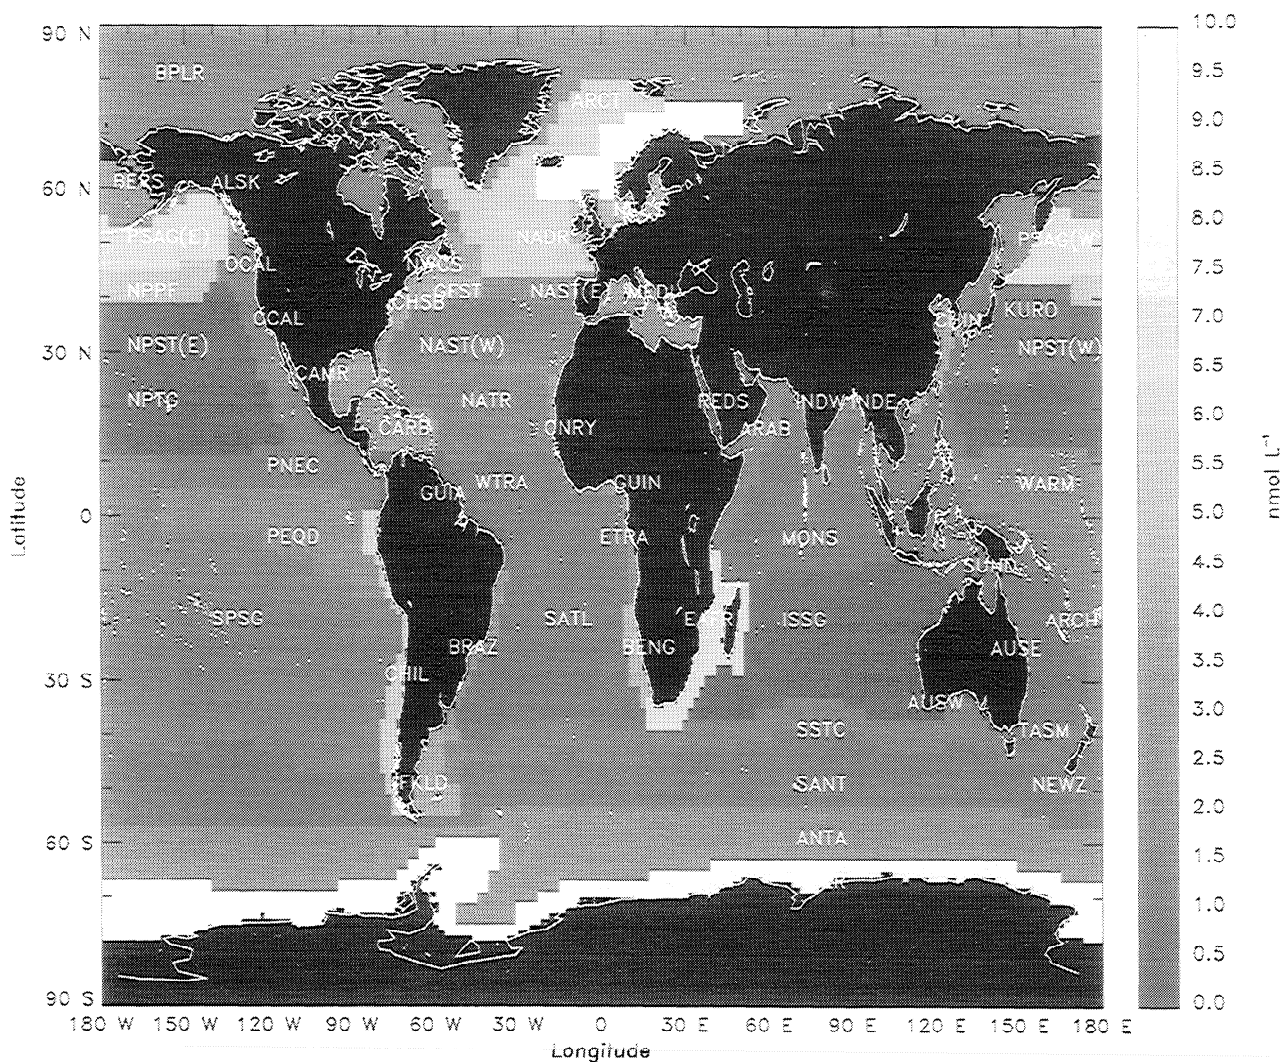 90 N
10.0
BPLR
9.5
ARCT
9.0
8.5
60 N
BERS ALSK
8.0
PSAG(E) NADR PSAG(W)
7.5
OCAL NWCS
NPPF CHSB GFST NAST(E) MEDI
7.0
CCAL CHIN KURO
30 N
NPST(E) NAST(W) NPST(W)
6.5
CAMR
NPTG NATR REDS INDW INDE
6.0
CARB CNRY ARAB
5.5
PNEC GUIA WTRA GUIN WARM
5.0
0
PEQD ETRA MONS
4.5
SUND
4.0
SPSG SATL EAFR ISSG ARCH
BRAZ BENG AUSE
3.5
30 S
CHIL
AUSW
3.0
SSTC TASM
2.5
FKLD SANT NEWZ
2.0
60 S
ANTA
1.5
1.0
0.5
90 S
0.0
180 W 150 W 120 W 90 W 60 W 30 W 0 30 E 60 E 90 E 120 E 150 E 180 E
Longitude
Latitude
nmol L⁻¹